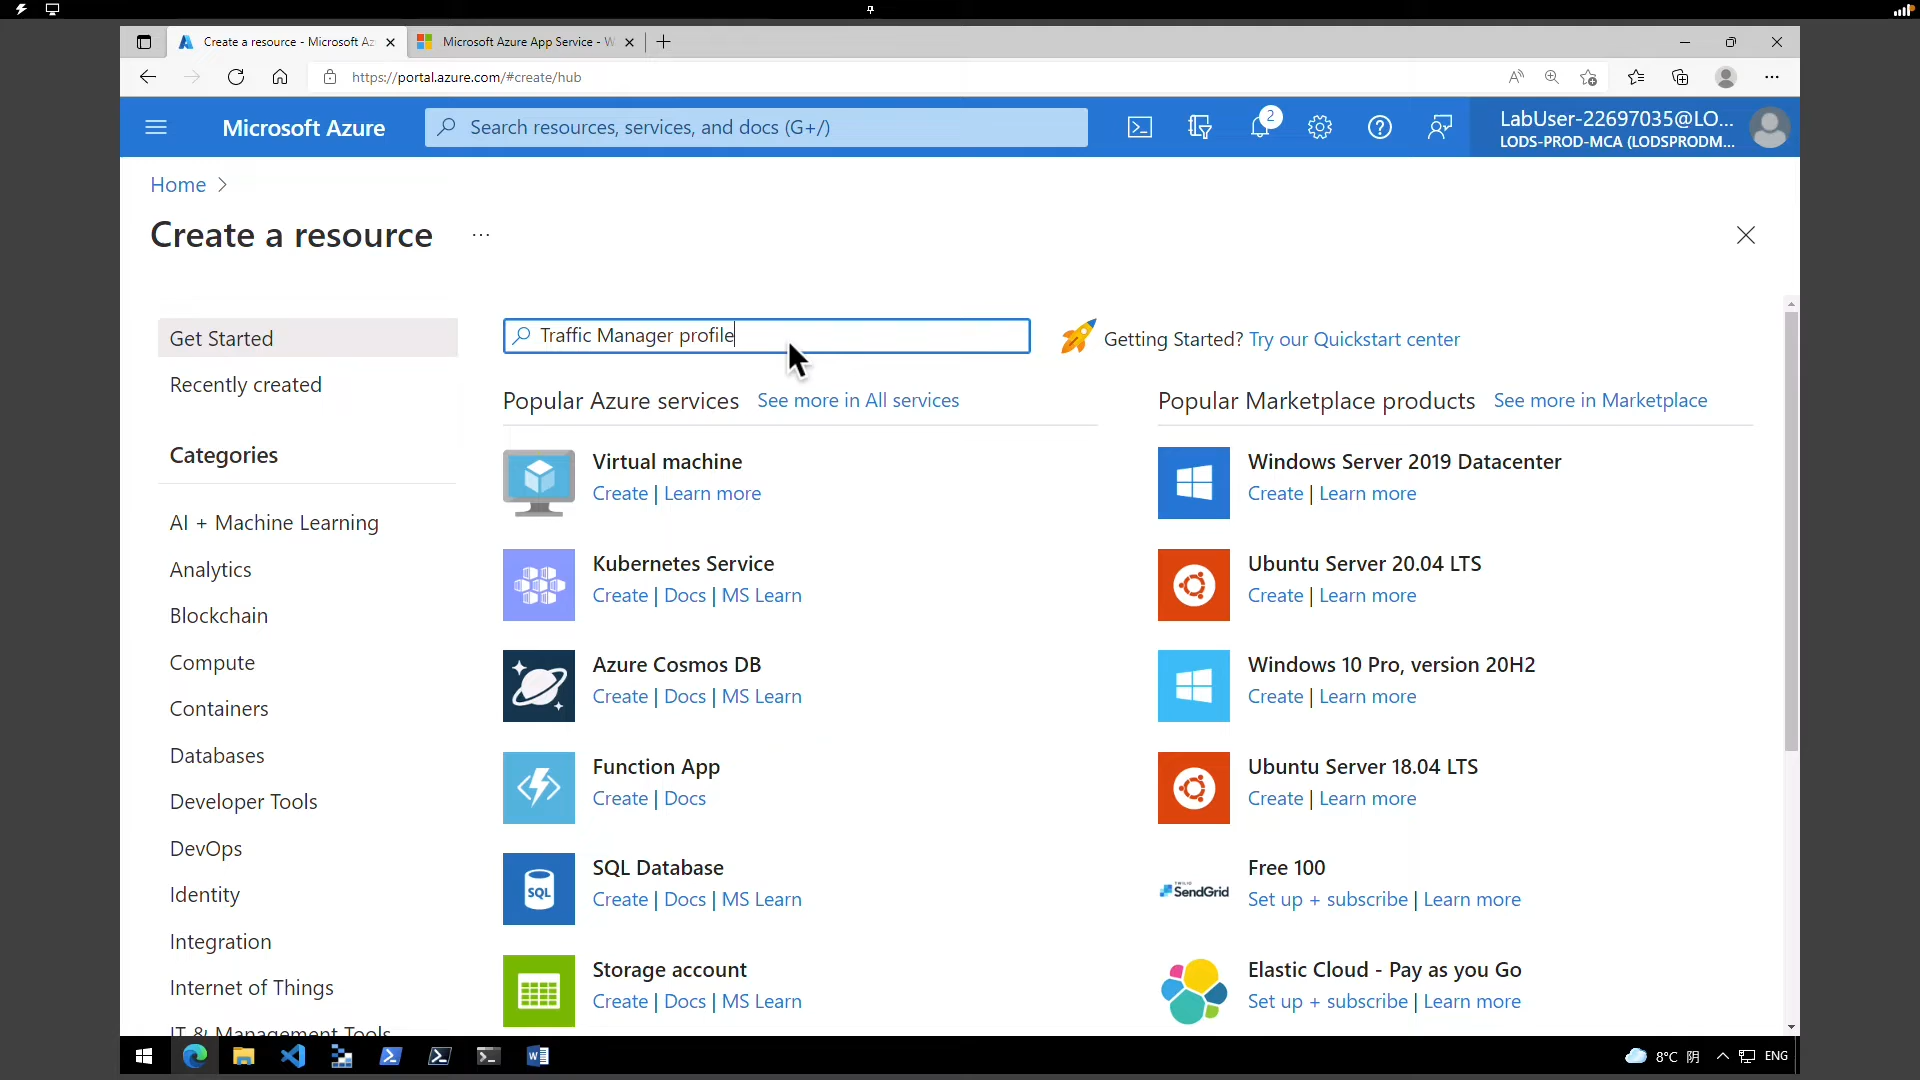 Create a resource - Microsoft Az
Microsoft Azure App Service - W
https://portal.azure.com/#create/hub
Microsoft Azure
Search resources, services, and docs (G+/)
2
LabUser-22697035@LO...
LODS-PROD-MCA (LODSPRODM...
Home
Create a resource
...
Get Started
Recently created
Categories
AI + Machine Learning
Analytics
Blockchain
Compute
Containers
Databases
Developer Tools
DevOps
Identity
Integration
Internet of Things
IT & Management Tools
Traffic Manager profile
Getting Started? Try our Quickstart center
Popular Azure services See more in All services
Virtual machine
Create | Learn more
Kubernetes Service
Create | Docs | MS Learn
Azure Cosmos DB
Create | Docs | MS Learn
Function App
Create | Docs
SQL
SQL Database
Create | Docs | MS Learn
Storage account
Create | Docs | MS Learn
Popular Marketplace products See more in Marketplace
Windows Server 2019 Datacenter
Create | Learn more
Ubuntu Server 20.04 LTS
Create | Learn more
Windows 10 Pro, version 20H2
Create | Learn more
Ubuntu Server 18.04 LTS
Create | Learn more
SendGrid
Free 100
Set up + subscribe | Learn more
Elastic Cloud - Pay as you Go
Set up + subscribe | Learn more
8°C 阴
ENG